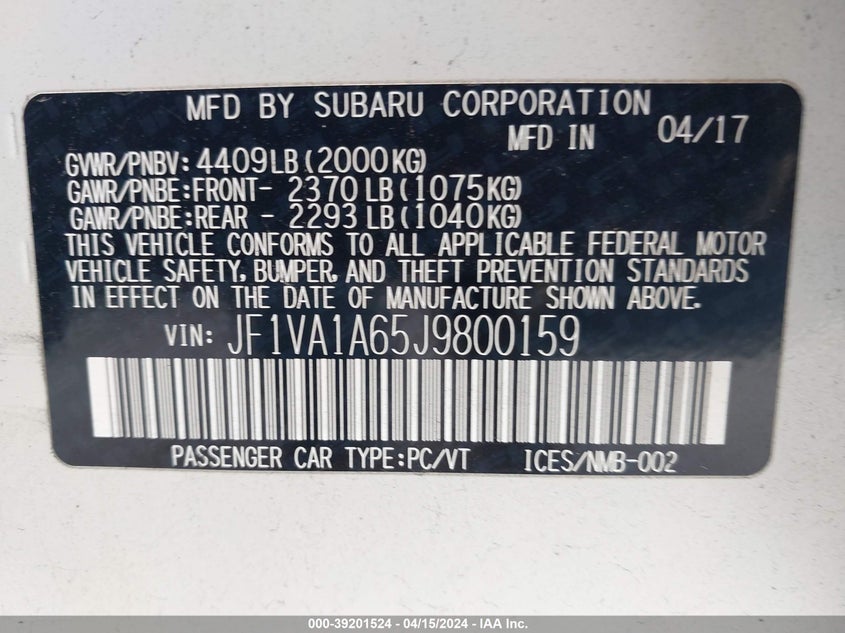 MFD BY SUBARU CORPORATION
MFD IN 04/17
GVWR/PNBV: 4409LB(2000KG)
GAWR/PNBE:FRONT- 2370 LB(1075KG)
GAWR/PNBE:REAR - 2293 LB(1040KG)
THIS VEHICLE CONFORMS TO ALL APPLICABLE FEDERAL MOTOR
VEHICLE SAFETY, BUMPER, AND THEFT PREVENTION STANDARDS
IN EFFECT ON THE DATE OF MANUFACTURE SHOWN ABOVE.
VIN: JF1VA1A65J9800159
PASSENGER CAR TYPE:PC/VT ICES/NMB-002
000-39201524 - 04/15/2024 - IAA Inc.